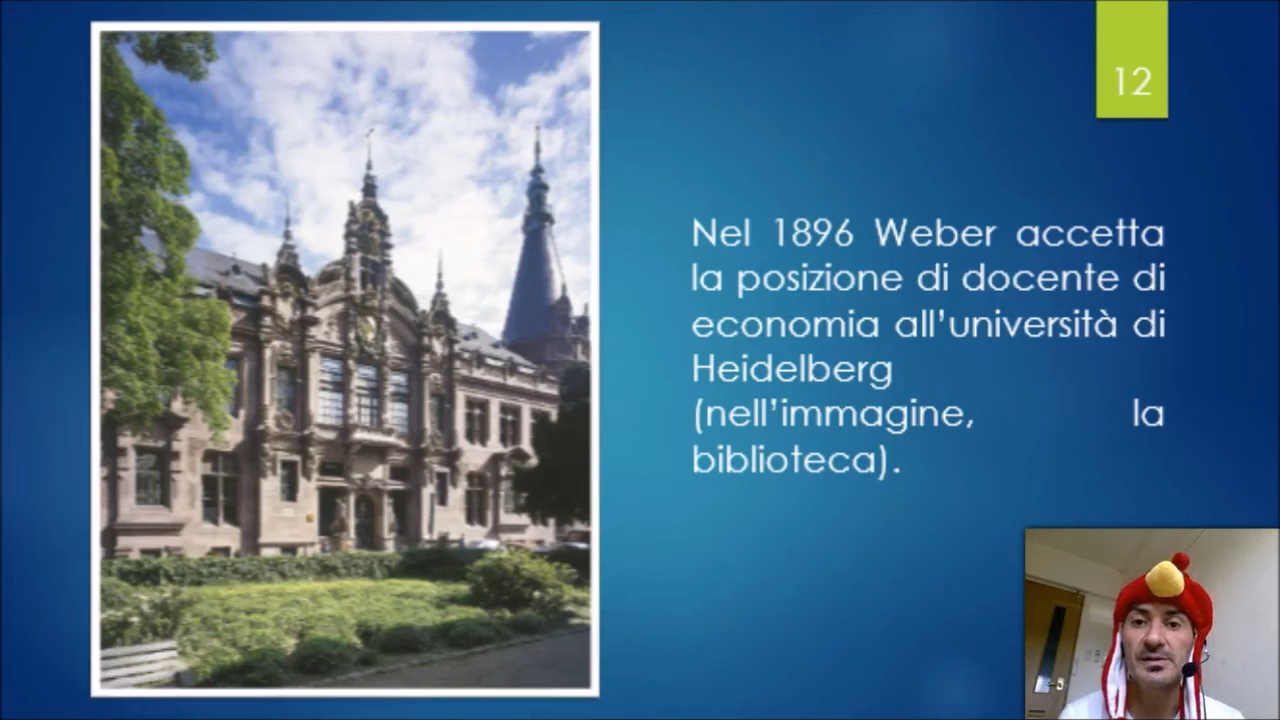 12
Nel 1896 Weber accetta
la posizione di docente di
economia all’università di
Heidelberg
(nell’immagine, la
biblioteca).